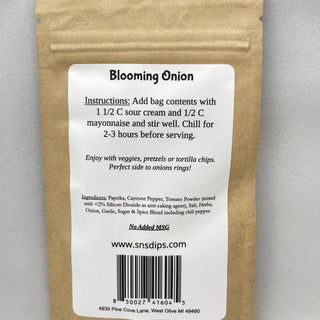 Blooming Onion
Instructions: Add bag contents with
1 1/2 C sour cream and 1/2 C
mayonnaise and stir well. Chill for
2-3 hours before serving.
Enjoy with veggies, pretzels or tortilla chips.
Perfect side to onions rings!
Ingredients: Paprika, Cayenne Pepper, Tomato Powder (mixed
with <2% Silicon Dioxide as anti-caking agent), Salt, Herbs,
Onion, Garlic, Sugar & Spice Blend including chili pepper.
No Added MSG
www.snsdips.com
8 50027 41604 5
4930 Pine Cove Lane, West Olive MI 49460